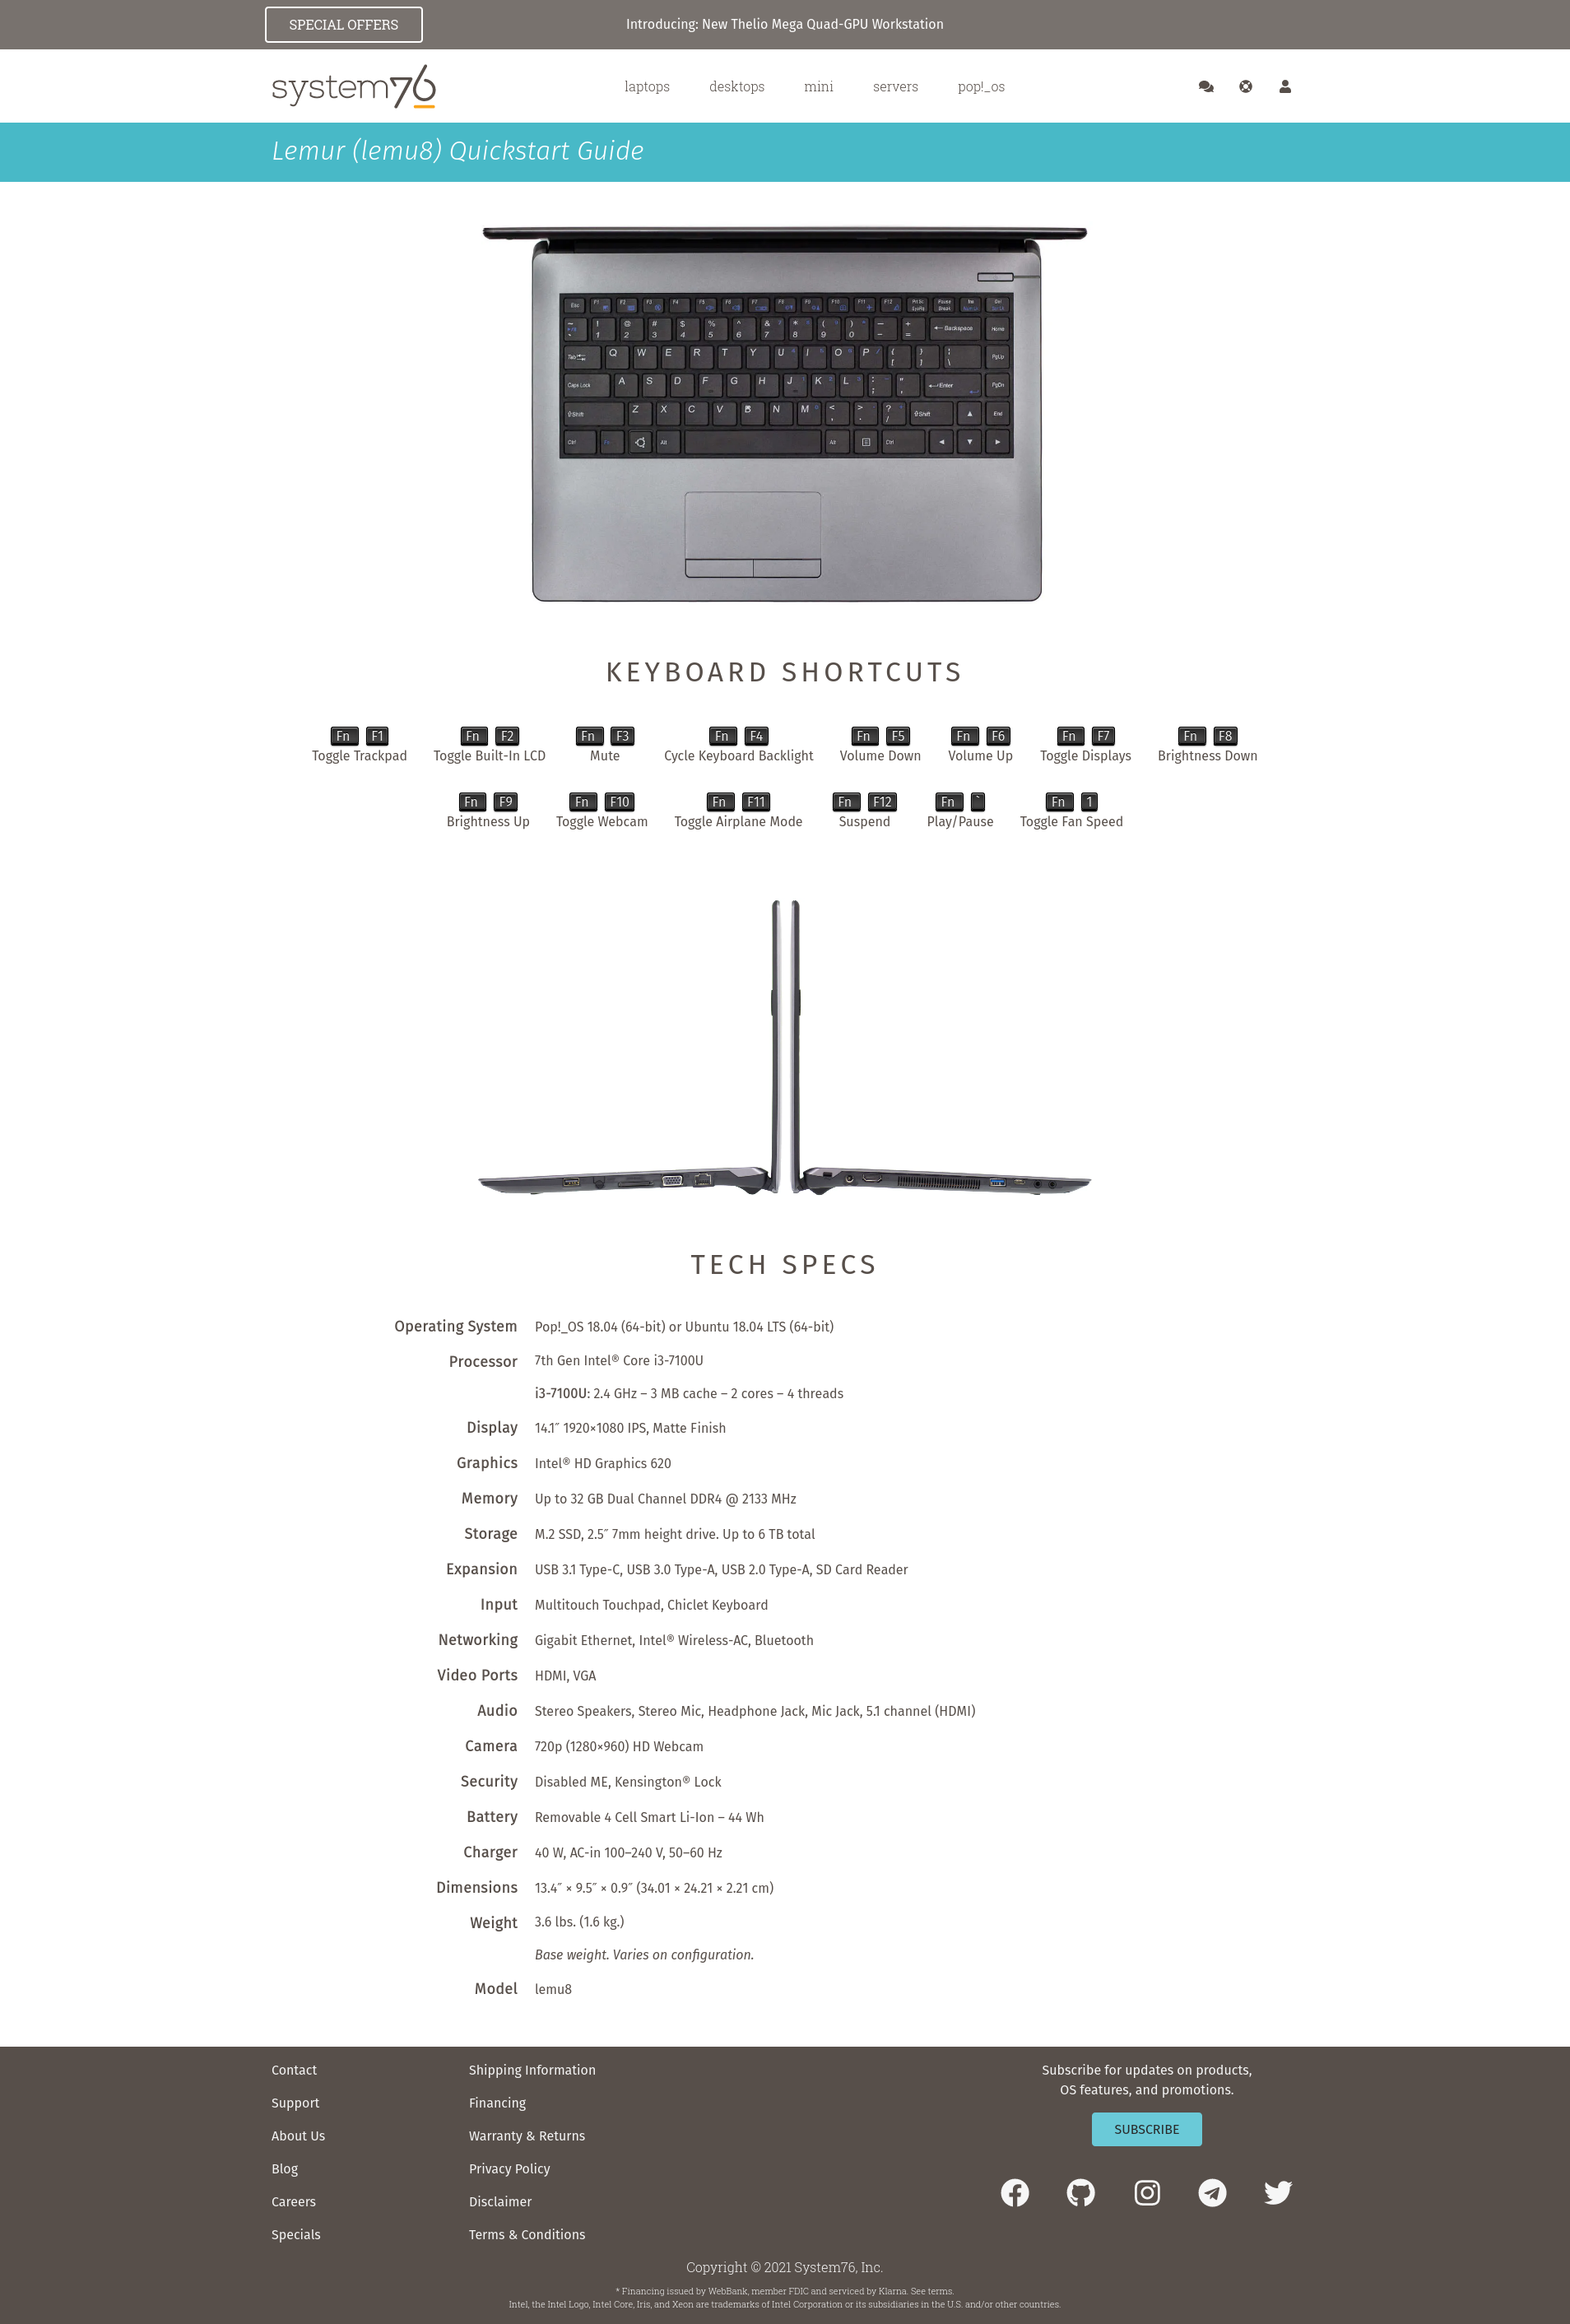 SPECIAL OFFERS
Introducing: New Thelio Mega Quad-GPU Workstation
system76
laptops desktops mini servers pop!_os
Lemur (lemu8) Quickstart Guide
KEYBOARD SHORTCUTS
Fn F1 Fn F2 Fn F3 Fn F4 Fn F5 Fn F6 Fn F7 Fn F8
Toggle Trackpad Toggle Built-In LCD Mute Cycle Keyboard Backlight Volume Down Volume Up Toggle Displays Brightness Down
Fn F9 Fn F10 Fn F11 Fn F12 Fn ` Fn 1
Brightness Up Toggle Webcam Toggle Airplane Mode Suspend Play/Pause Toggle Fan Speed
TECH SPECS
Operating System Pop!_OS 18.04 (64-bit) or Ubuntu 18.04 LTS (64-bit)
Processor 7th Gen Intel® Core i3-7100U
i3-7100U: 2.4 GHz – 3 MB cache – 2 cores – 4 threads
Display 14.1″ 1920×1080 IPS, Matte Finish
Graphics Intel® HD Graphics 620
Memory Up to 32 GB Dual Channel DDR4 @ 2133 MHz
Storage M.2 SSD, 2.5″ 7mm height drive. Up to 6 TB total
Expansion USB 3.1 Type-C, USB 3.0 Type-A, USB 2.0 Type-A, SD Card Reader
Input Multitouch Touchpad, Chiclet Keyboard
Networking Gigabit Ethernet, Intel® Wireless-AC, Bluetooth
Video Ports HDMI, VGA
Audio Stereo Speakers, Stereo Mic, Headphone Jack, Mic Jack, 5.1 channel (HDMI)
Camera 720p (1280×960) HD Webcam
Security Disabled ME, Kensington® Lock
Battery Removable 4 Cell Smart Li-Ion – 44 Wh
Charger 40 W, AC-in 100–240 V, 50–60 Hz
Dimensions 13.4″ × 9.5″ × 0.9″ (34.01 × 24.21 × 2.21 cm)
Weight 3.6 lbs. (1.6 kg.)
Base weight. Varies on configuration.
Model lemu8
Contact
Support
About Us
Blog
Careers
Specials
Shipping Information
Financing
Warranty & Returns
Privacy Policy
Disclaimer
Terms & Conditions
Subscribe for updates on products,
OS features, and promotions.
SUBSCRIBE
Copyright © 2021 System76, Inc.
* Financing issued by WebBank, member FDIC and serviced by Klarna. See terms.
Intel, the Intel Logo, Intel Core, Iris, and Xeon are trademarks of Intel Corporation or its subsidiaries in the U.S. and/or other countries.